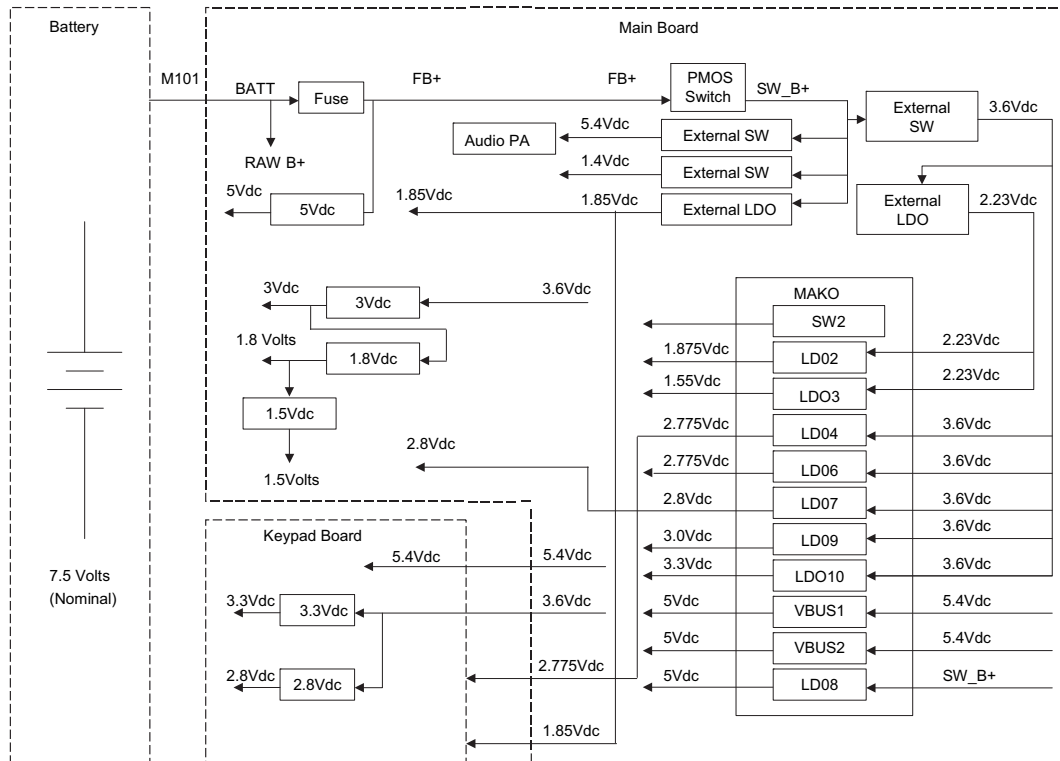 Battery
Main Board
M101
BATT
Fuse
FB+
FB+
PMOS
Switch
SW_B+
External
SW
3.6Vdc
RAW B+
Audio PA
5.4Vdc
External SW
1.4Vdc
External SW
5Vdc
5Vdc
1.85Vdc
1.85Vdc
External LDO
External
LDO
2.23Vdc
3Vdc
3Vdc
3.6Vdc
1.8 Volts
1.8Vdc
1.5Vdc
1.5Volts
2.8Vdc
MAKO
SW2
1.875Vdc
LD02
2.23Vdc
1.55Vdc
LDO3
2.23Vdc
2.775Vdc
LD04
3.6Vdc
2.775Vdc
LD06
3.6Vdc
2.8Vdc
LD07
3.6Vdc
3.0Vdc
LD09
3.6Vdc
3.3Vdc
LDO10
3.6Vdc
5Vdc
VBUS1
5.4Vdc
5Vdc
VBUS2
5.4Vdc
5Vdc
LD08
SW_B+
Keypad Board
5.4Vdc
5.4Vdc
3.3Vdc
3.3Vdc
3.6Vdc
2.8Vdc
2.8Vdc
2.775Vdc
1.85Vdc
7.5 Volts
(Nominal)